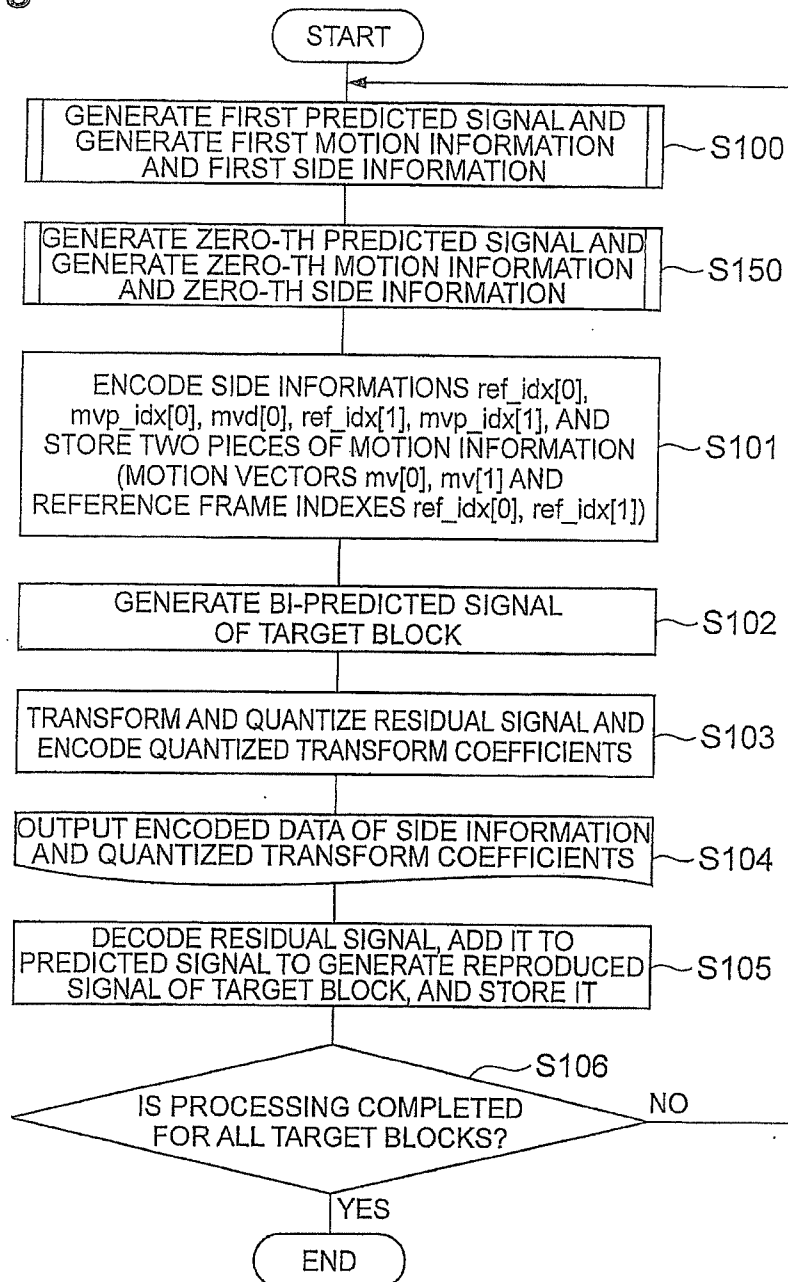 START
GENERATE FIRST PREDICTED SIGNAL AND
GENERATE FIRST MOTION INFORMATION
AND FIRST SIDE INFORMATION
S100
GENERATE ZERO-TH PREDICTED SIGNAL AND
GENERATE ZERO-TH MOTION INFORMATION
AND ZERO-TH SIDE INFORMATION
S150
ENCODE SIDE INFORMATIONS ref_idx[0],
mvp_idx[0], mvd[0], ref_idx[1], mvp_idx[1], AND
STORE TWO PIECES OF MOTION INFORMATION
(MOTION VECTORS mv[0], mv[1] AND
REFERENCE FRAME INDEXES ref_idx[0], ref_idx[1])
S101
GENERATE BI-PREDICTED SIGNAL
OF TARGET BLOCK
S102
TRANSFORM AND QUANTIZE RESIDUAL SIGNAL AND
ENCODE QUANTIZED TRANSFORM COEFFICIENTS
S103
OUTPUT ENCODED DATA OF SIDE INFORMATION
AND QUANTIZED TRANSFORM COEFFICIENTS
S104
DECODE RESIDUAL SIGNAL, ADD IT TO
PREDICTED SIGNAL TO GENERATE REPRODUCED
SIGNAL OF TARGET BLOCK, AND STORE IT
S105
S106
IS PROCESSING COMPLETED
FOR ALL TARGET BLOCKS?
NO
YES
END